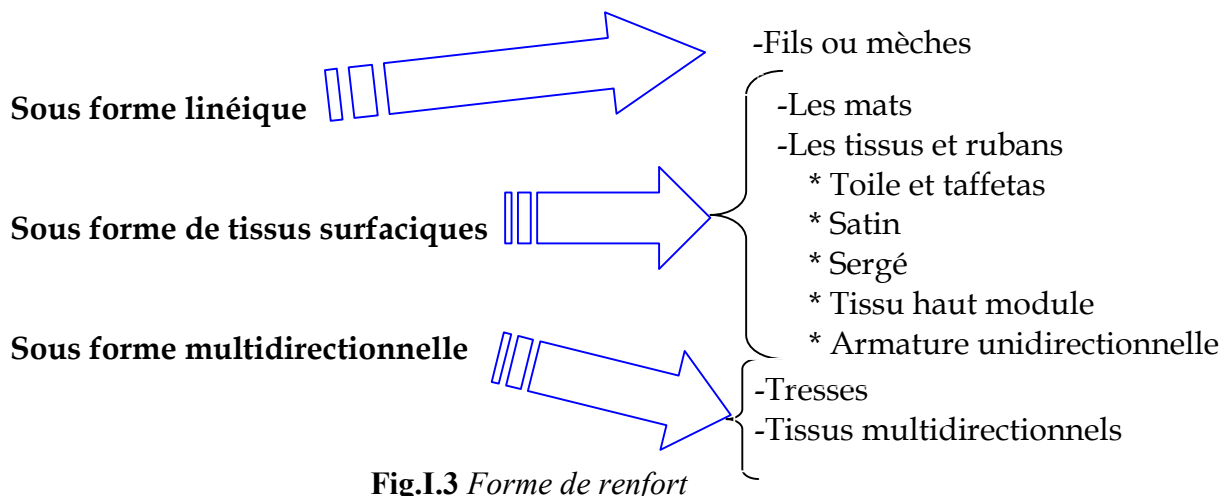 Sous forme linéique
-Fils ou mèches
Sous forme de tissus surfaciques
-Les mats
-Les tissus et rubans
* Toile et taffetas
* Satin
* Sergé
* Tissu haut module
* Armature unidirectionnelle
Sous forme multidirectionnelle
-Tresses
-Tissus multidirectionnels
Fig.I.3 Forme de renfort